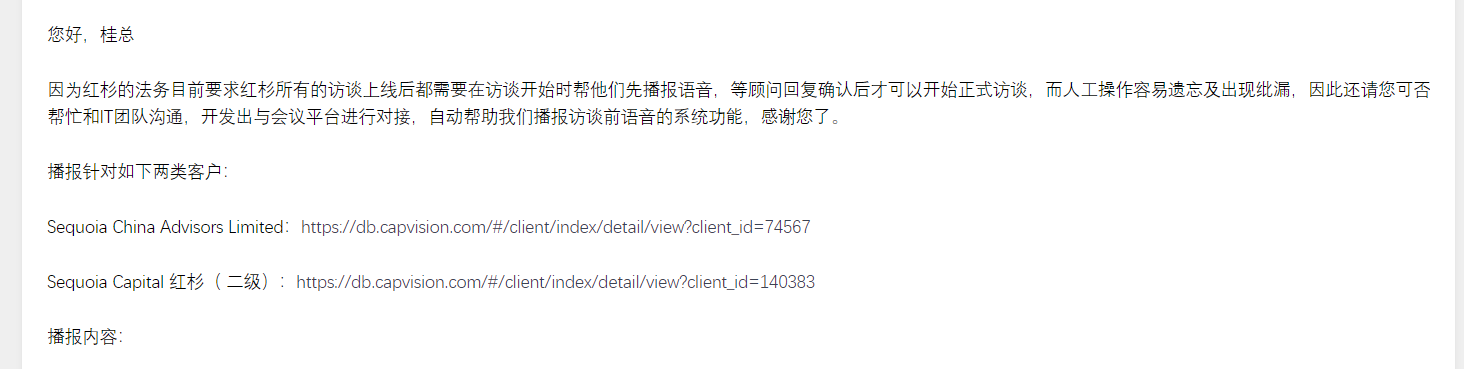 您好，桂总
因为红杉的法务目前要求红杉所有的访谈上线后都需要在访谈开始时帮他们先播报语音，等顾问回复确认后才可以开始正式访谈，而人工操作容易遗忘及出现纰漏，因此还请您可否
帮忙和IT团队沟通，开发出与会议平台进行对接，自动帮助我们播报访谈前语音的系统功能，感谢您了。
播报针对如下两类客户：
Sequoia China Advisors Limited：https://db.capvision.com/#/client/index/detail/view?client_id=74567
Sequoia Capital 红杉（ 二级）：https://db.capvision.com/#/client/index/detail/view?client_id=140383
播报内容：